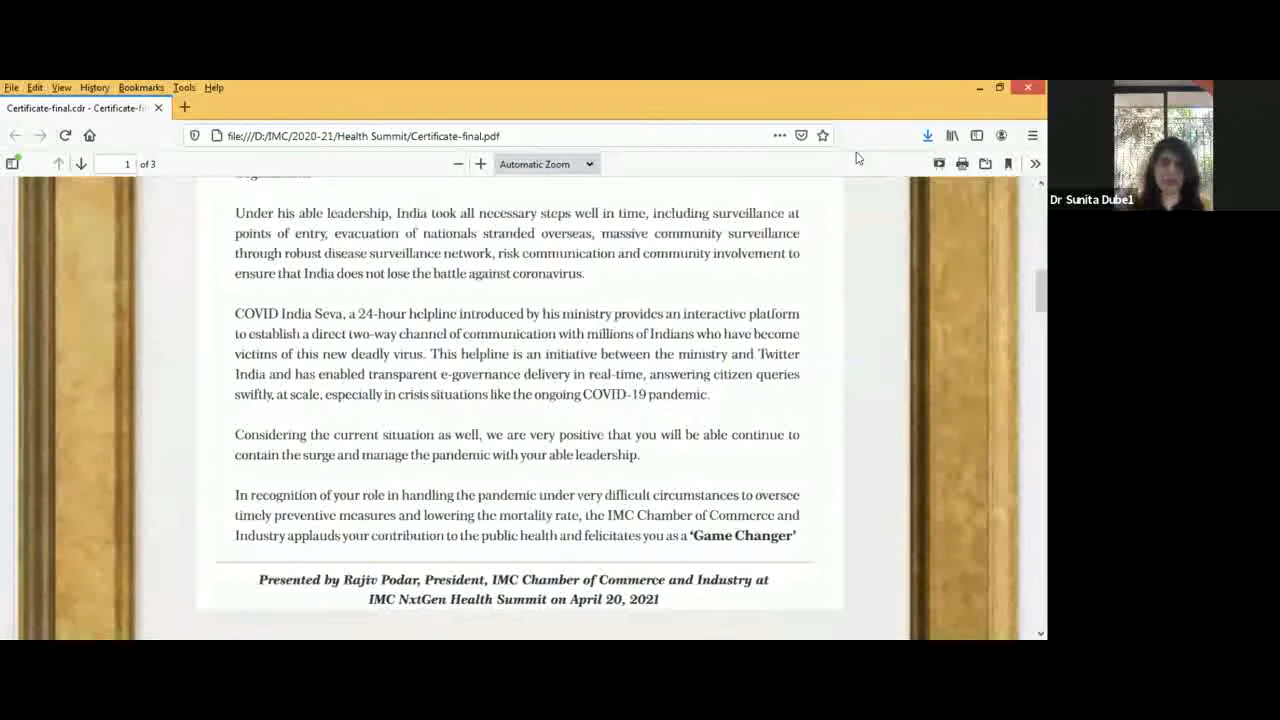 File Edit View History Bookmarks Tools Help
Certificate-final.cdr - Certificate-fi
file:///D:/IMC/2020-21/Health Summit/Certificate-final.pdf
1 of 3
Automatic Zoom
Dr Sunita Dube1
Under his able leadership, India took all necessary steps well in time, including surveillance at
points of entry, evacuation of nationals stranded overseas, massive community surveillance
through robust disease surveillance network, risk communication and community involvement to
ensure that India does not lose the battle against coronavirus.
COVID India Seva, a 24-hour helpline introduced by his ministry provides an interactive platform
to establish a direct two-way channel of communication with millions of Indians who have become
victims of this new deadly virus. This helpline is an initiative between the ministry and Twitter
India and has enabled transparent e-governance delivery in real-time, answering citizen queries
swiftly, at scale, especially in crisis situations like the ongoing COVID-19 pandemic.
Considering the current situation as well, we are very positive that you will be able continue to
contain the surge and manage the pandemic with your able leadership.
In recognition of your role in handling the pandemic under very difficult circumstances to oversee
timely preventive measures and lowering the mortality rate, the IMC Chamber of Commerce and
Industry applauds your contribution to the public health and felicitates you as a ‘Game Changer’
Presented by Rajiv Podar, President, IMC Chamber of Commerce and Industry at
IMC NxtGen Health Summit on April 20, 2021